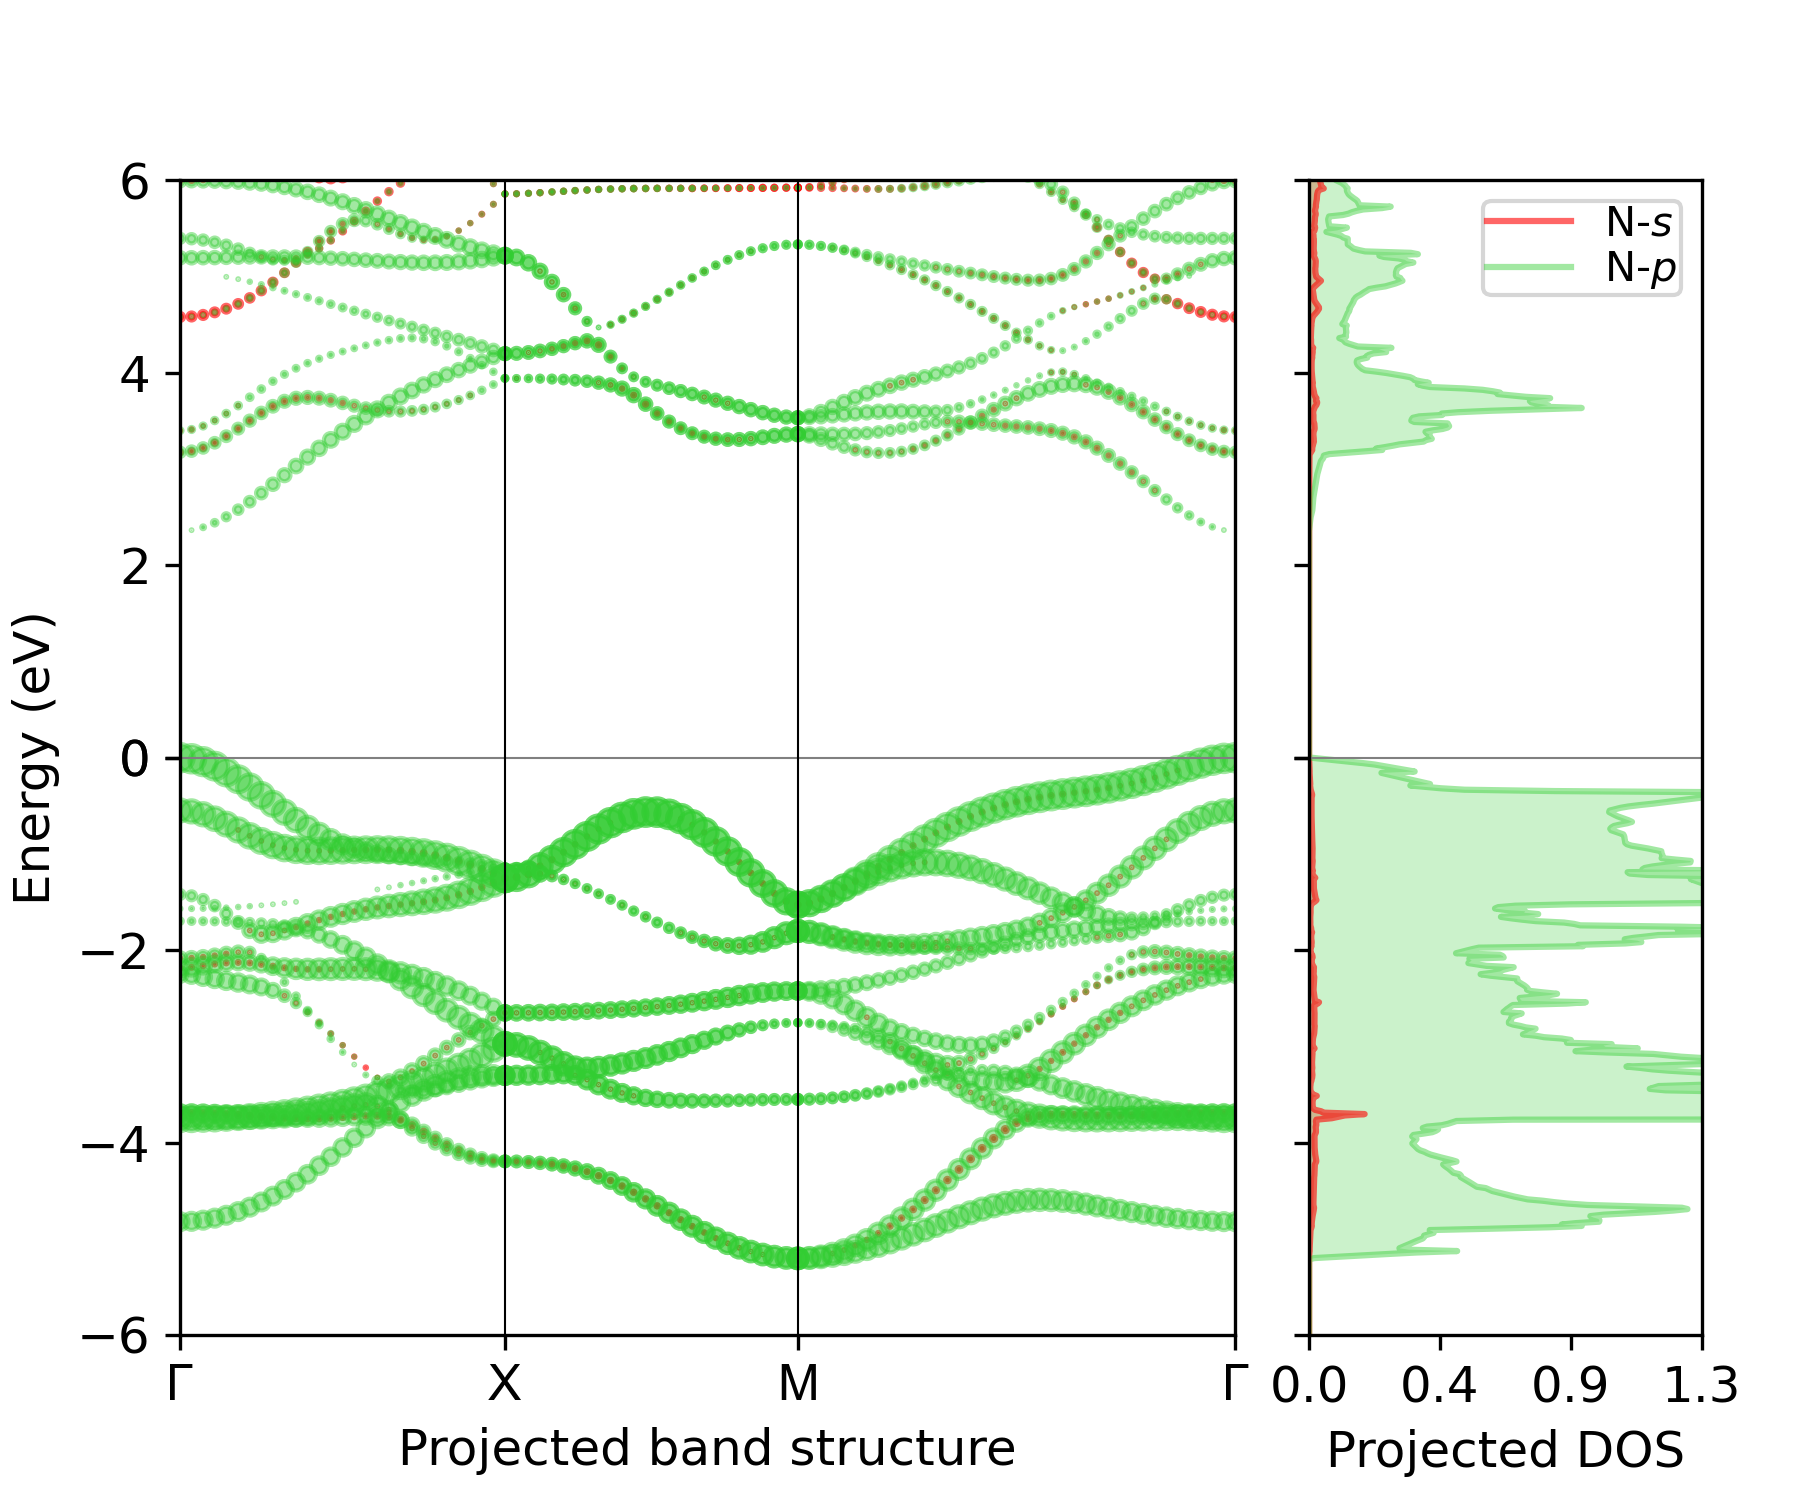 6
4
2
0
−2
−4
−6
Energy (eV)
Γ X M Γ
Projected band structure
N-s
N-p
0.0 0.4 0.9 1.3
Projected DOS